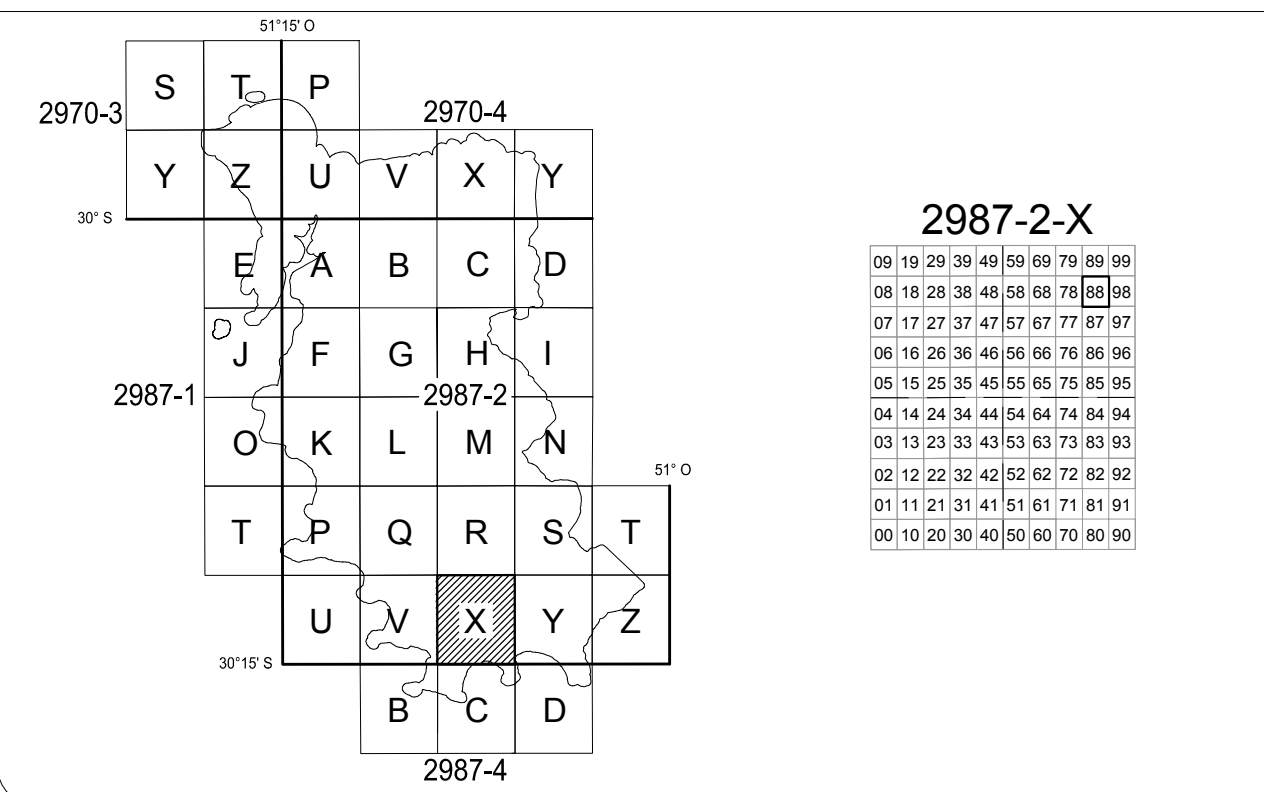 51°15' O
S T P
2970-3 2970-4
Y Z U V X Y
30° S
E A B C D
J F G H I
2987-1 2987-2
O K L M N
51° O
T P Q R S T
U V X Y Z
30°15' S
B C D
2987-4
2987-2-X
09 19 29 39 49 59 69 79 89 99
08 18 28 38 48 58 68 78 88 98
07 17 27 37 47 57 67 77 87 97
06 16 26 36 46 56 66 76 86 96
05 15 25 35 45 55 65 75 85 95
04 14 24 34 44 54 64 74 84 94
03 13 23 33 43 53 63 73 83 93
02 12 22 32 42 52 62 72 82 92
01 11 21 31 41 51 61 71 81 91
00 10 20 30 40 50 60 70 80 90